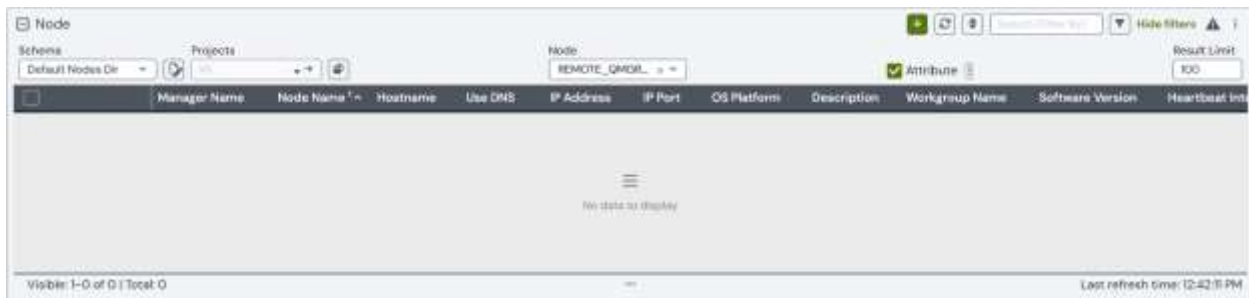 Node
Hide filters
Schema
Projects
Node
Result Limit
Default Nodes Dir
REMOTE_QMGR...
Attribute
100
Manager Name Node Name Hostname Use DNS IP Address IP Port OS Platform Description Workgroup Name Software Version Heartbeat Inte
No data to display
Visible: 1-0 of 0 | Total: 0
Last refresh time: 12:42:11 PM